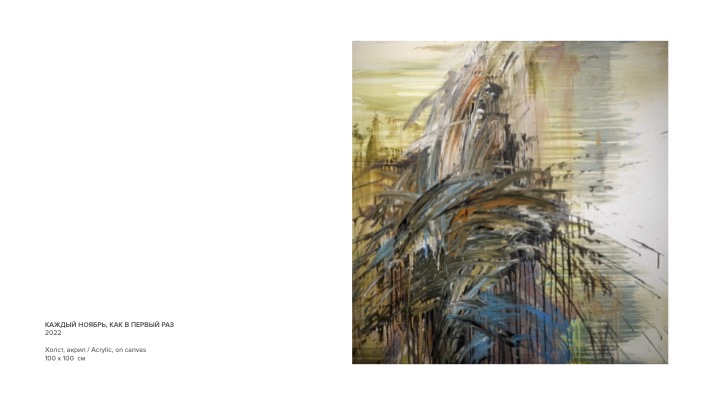 КАЖДЫЙ НОЯБРЬ, КАК В ПЕРВЫЙ РАЗ
2022
Холст, акрил / Acrylic, on canvas
100 x 100 см